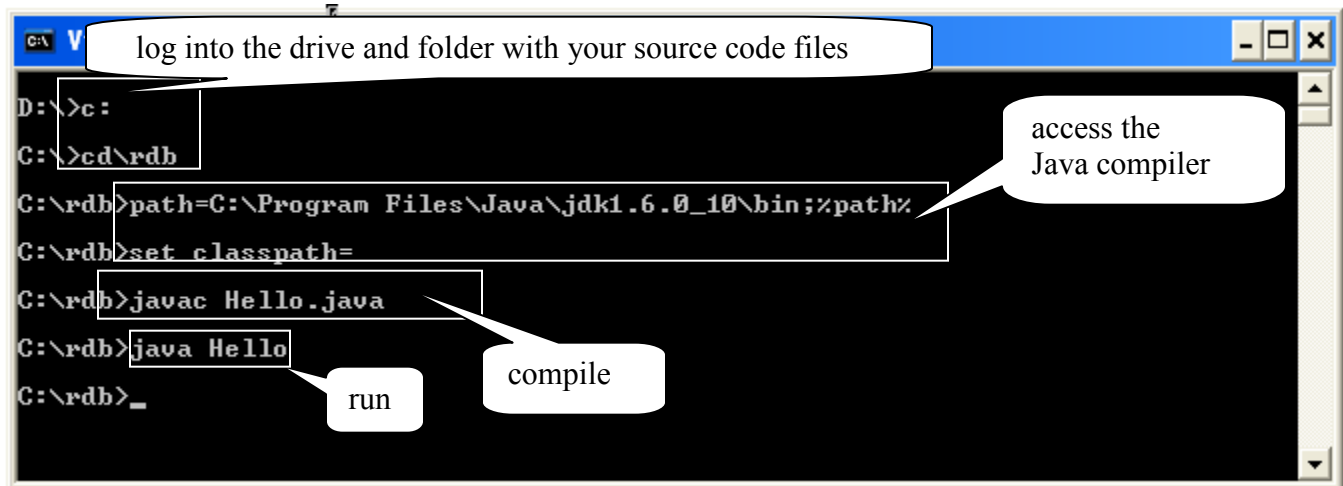 log into the drive and folder with your source code files
D:\>c:
C:\>cd\rdb
access the
Java compiler
C:\rdb>path=C:\Program Files\Java\jdk1.6.0_10\bin;%path%
C:\rdb>set classpath=
C:\rdb>javac Hello.java
compile
C:\rdb>java Hello
run
C:\rdb>_